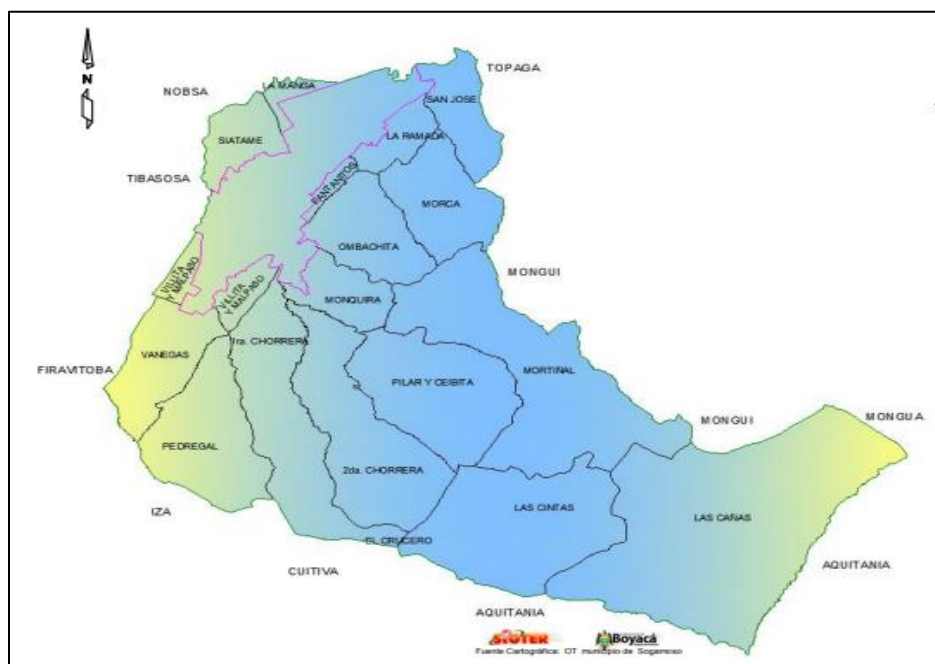 N
TOPAGA
NOBSA
LA MANGA
SAN JOSE
SIATAME
LA RAMADA
TIBASOSA
PANTANITOS
MORCA
OMBACHITA
MONGUI
VILLITA
Y MALPASO
VILLITA
Y MALPASO
MONQUIRA
1ra. CHORRERA
VANEGAS
FIRAVITOBA
PILAR Y CEIBITA
MORTIÑAL
MONGUI
MONGUA
PEDREGAL
2da. CHORRERA
IZA
LAS CINTAS
LAS CAÑAS
EL CRUCERO
CUITIVA
AQUITANIA
AQUITANIA
SIGTER
Boyacá
Fuente Cartográfica: OT municipio de Sogamoso